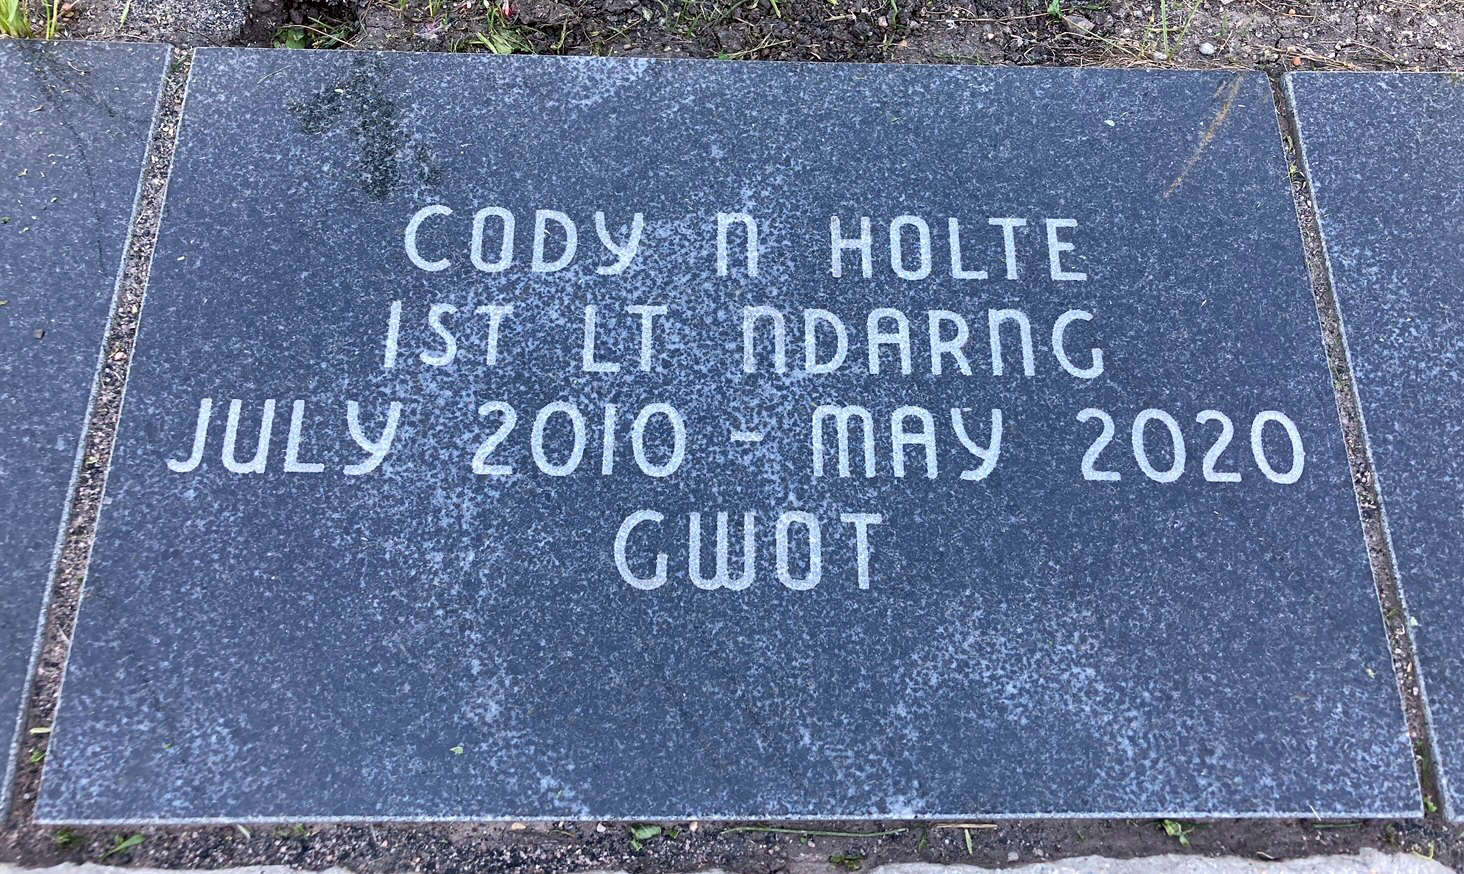 CODY N HOLTE
1ST LT NDARNG
JULY 2010 - MAY 2020
GWOT